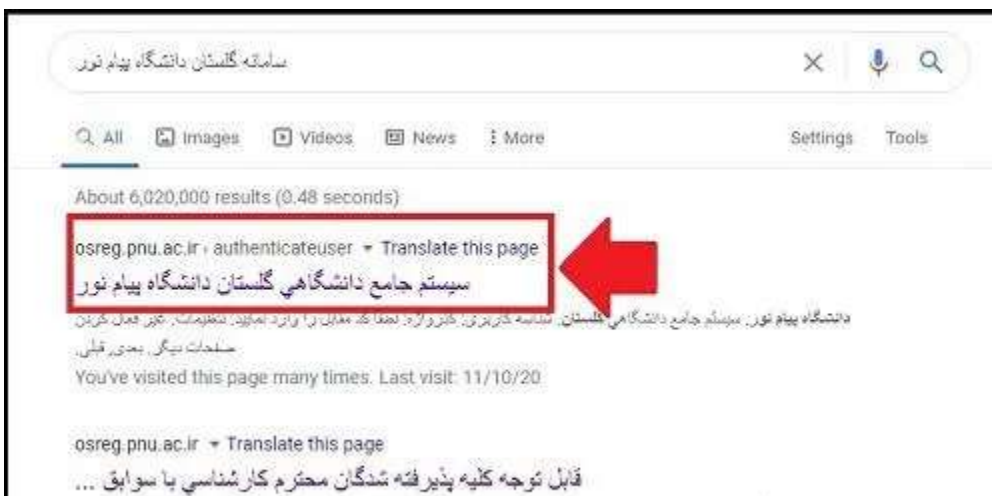 سامانه گلستان دانشگاه پیام نور
All Images Videos News More Settings Tools
About 6,020,000 results (0.48 seconds)
osreg.pnu.ac.ir › authenticateuser ▾ Translate this page
سیستم جامع دانشگاهي گلستان دانشگاه پیام نور
دانشگاه پیام نور. سیستم جامع دانشگاهي گلستان. شناسه کاربری. گذرواژه. لطفا کد مقابل را وارد نمایید. تنظیمات. غیر فعال کردن
صفحات دیگر. بعدی. قبلی.
You've visited this page many times. Last visit: 11/10/20
osreg.pnu.ac.ir ▾ Translate this page
قابل توجه کلیه پذیرفته شدگان محترم کارشناسي با سوابق ...